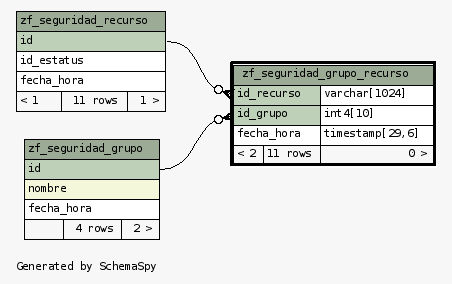 zf_seguridad_recurso
id
id_estatus
fecha_hora
< 1 11 rows 1 >
zf_seguridad_grupo_recurso
id_recurso varchar[1024]
id_grupo int4[10]
fecha_hora timestamp[29,6]
< 2 11 rows 0 >
zf_seguridad_grupo
id
nombre
fecha_hora
4 rows 2 >
Generated by SchemaSpy